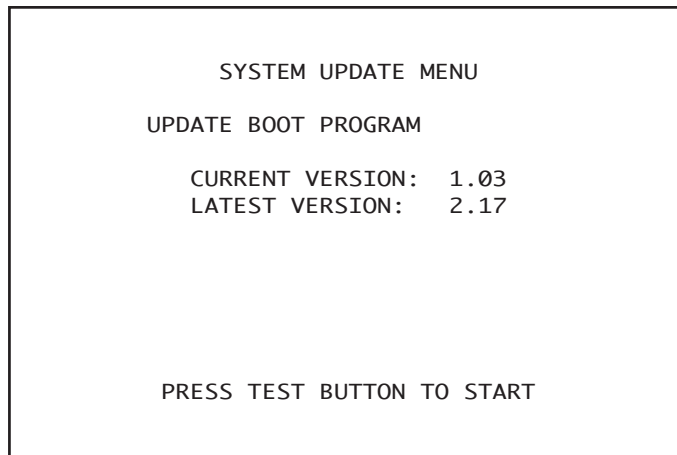 SYSTEM UPDATE MENU
UPDATE BOOT PROGRAM
CURRENT VERSION: 1.03
LATEST VERSION: 2.17
PRESS TEST BUTTON TO START